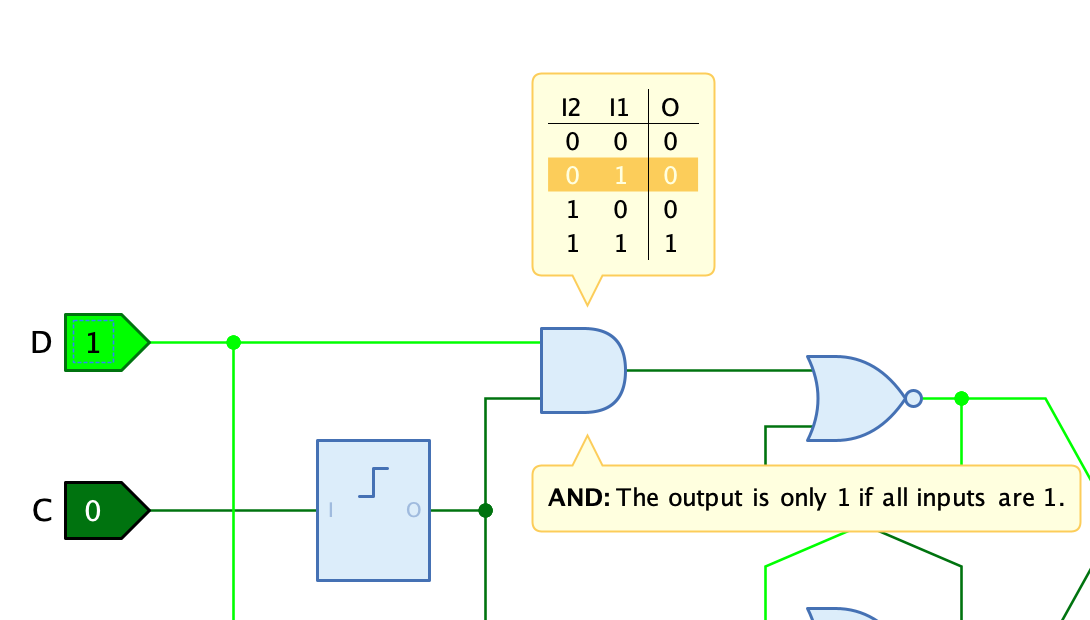 I2 I1 O
0 0 0
0 1 0
1 0 0
1 1 1
D 1
C 0
I O
AND: The output is only 1 if all inputs are 1.